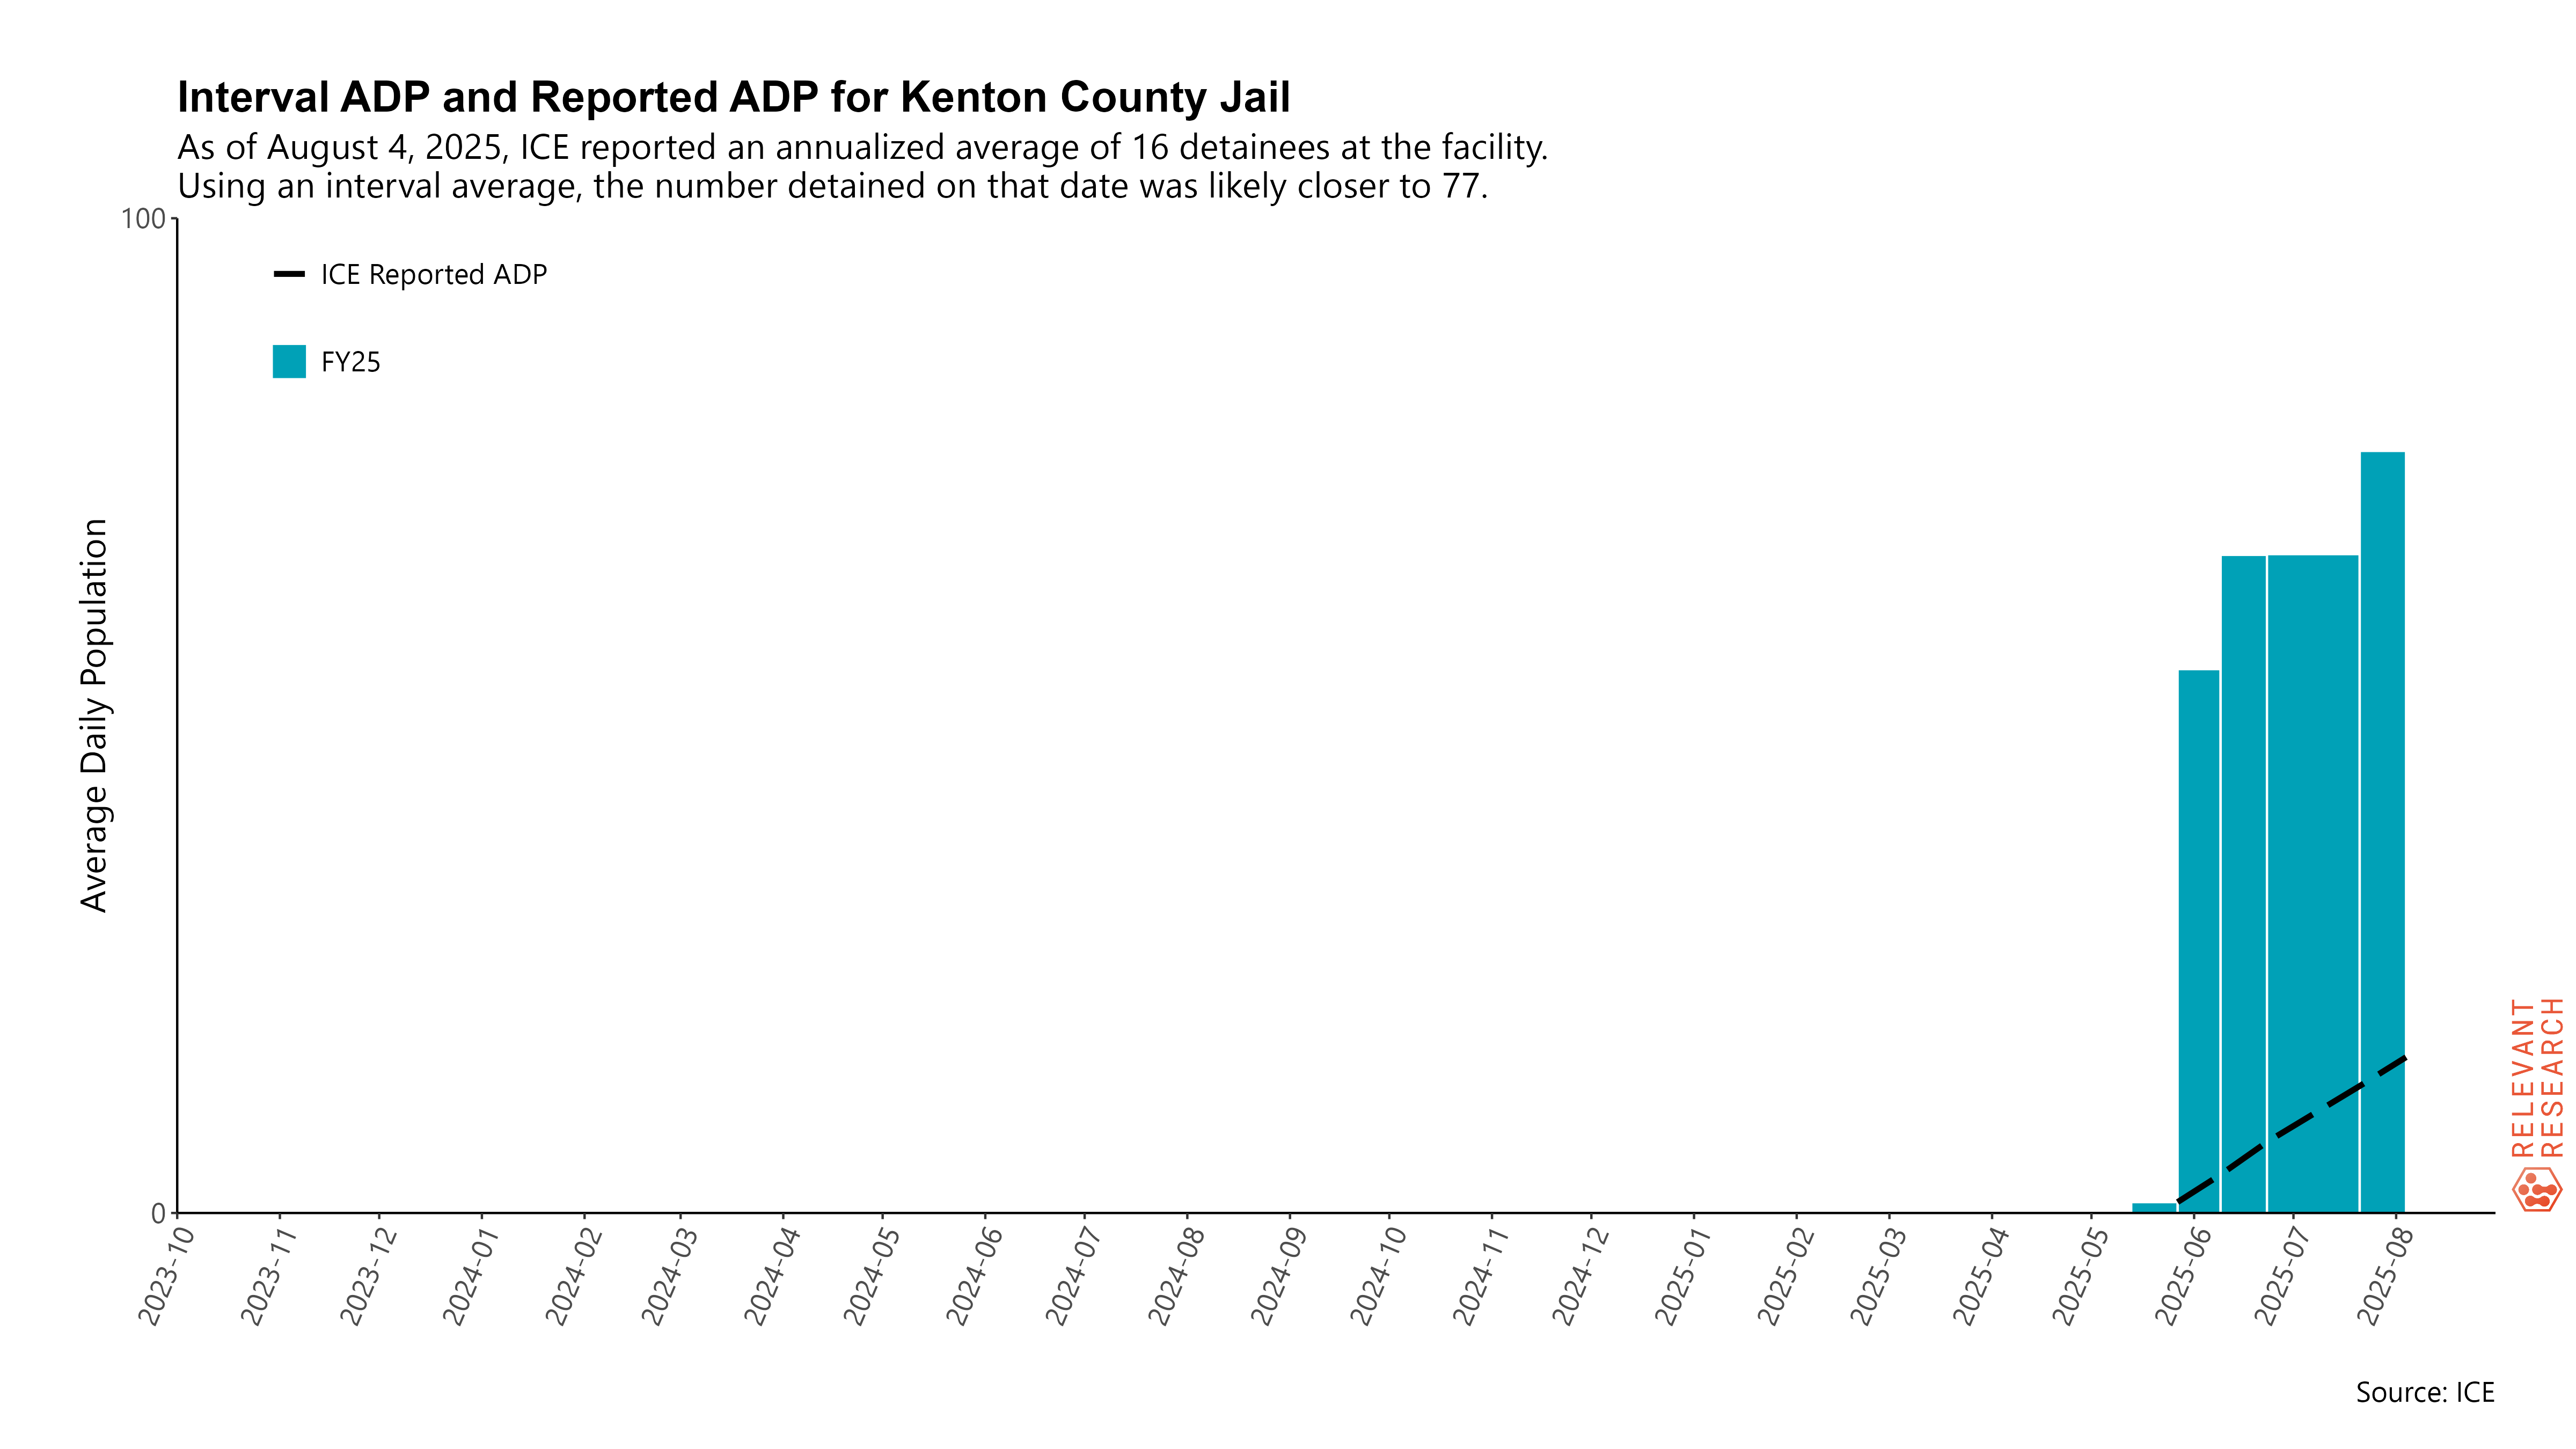 Interval ADP and Reported ADP for Kenton County Jail
As of August 4, 2025, ICE reported an annualized average of 16 detainees at the facility.
Using an interval average, the number detained on that date was likely closer to 77.
100
ICE Reported ADP
FY25
Average Daily Population
0
2023-10
2023-11
2023-12
2024-01
2024-02
2024-03
2024-04
2024-05
2024-06
2024-07
2024-08
2024-09
2024-10
2024-11
2024-12
2025-01
2025-02
2025-03
2025-04
2025-05
2025-06
2025-07
2025-08
RELEVANT
RESEARCH
Source: ICE